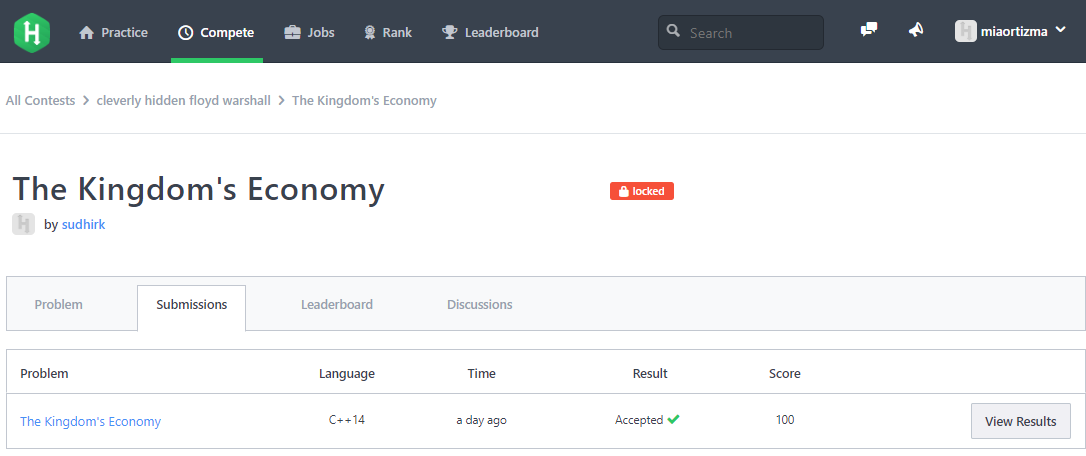 H Practice Compete Jobs Rank Leaderboard Search miaortizma
All Contests > cleverly hidden floyd warshall > The Kingdom's Economy
The Kingdom's Economy locked
H by sudhirk
Problem Submissions Leaderboard Discussions
Problem Language Time Result Score
The Kingdom's Economy C++14 a day ago Accepted ✔ 100 View Results